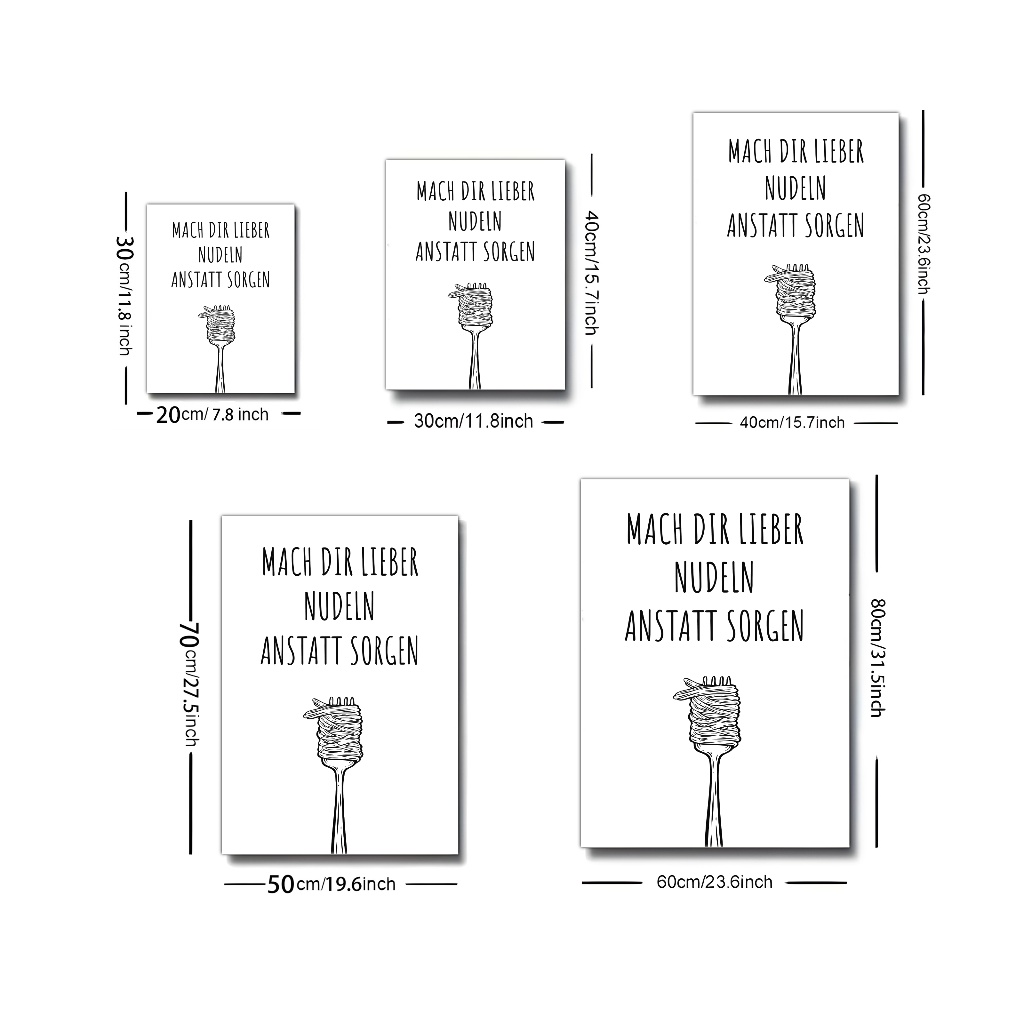 MACH DIR LIEBER
NUDELN
ANSTATT SORGEN
30cm/11.8 inch
20cm/ 7.8 inch
MACH DIR LIEBER
NUDELN
ANSTATT SORGEN
40cm/15.7inch
30cm/11.8inch
MACH DIR LIEBER
NUDELN
ANSTATT SORGEN
60cm/23.6inch
40cm/15.7inch
MACH DIR LIEBER
NUDELN
ANSTATT SORGEN
70cm/27.5inch
50cm/19.6inch
MACH DIR LIEBER
NUDELN
ANSTATT SORGEN
80cm/31.5inch
60cm/23.6inch